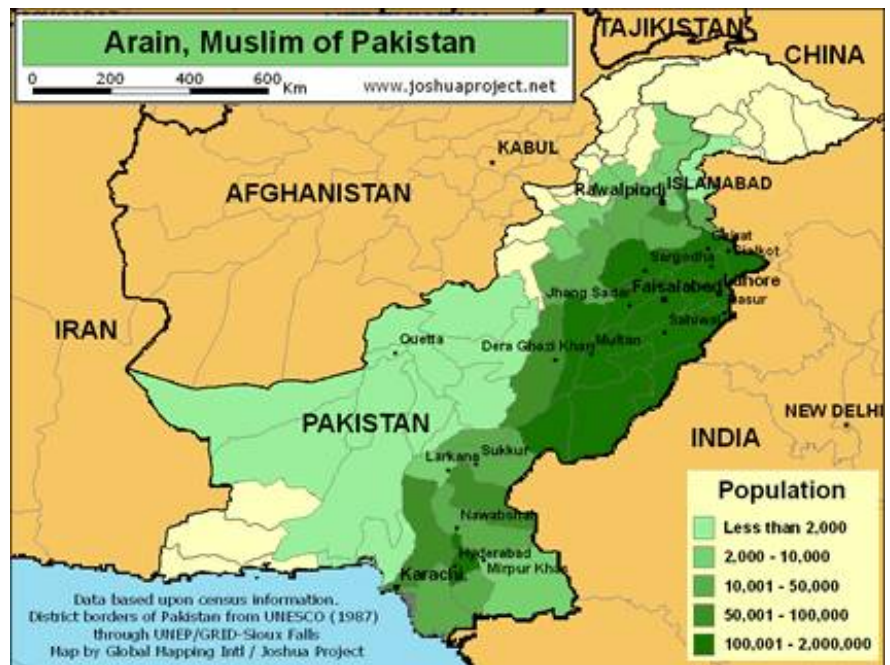 Arain, Muslim of Pakistan
0 200 400 600
Km
www.joshuaproject.net
TAJIKISTAN
CHINA
KABUL
AFGHANISTAN
Rawalpindi
ISLAMABAD
Gujrat
Sialkot
Sargodha
Lahore
Jhang Sadar
Faisalabad
Kasur
IRAN
Sahiwal
Quetta
Dera Ghazi Khan
Multan
NEW DELHI
PAKISTAN
INDIA
Sukkur
Larkana
Nawabshah
Hyderabad
Mirpur Khas
Karachi
Population
Less than 2,000
2,000 - 10,000
10,001 - 50,000
50,001 - 100,000
100,001 - 2,000,000
Data based upon census information.
District borders of Pakistan from UNESCO (1987)
through UNEP/GRID-Sioux Falls
Map by Global Mapping Intl / Joshua Project